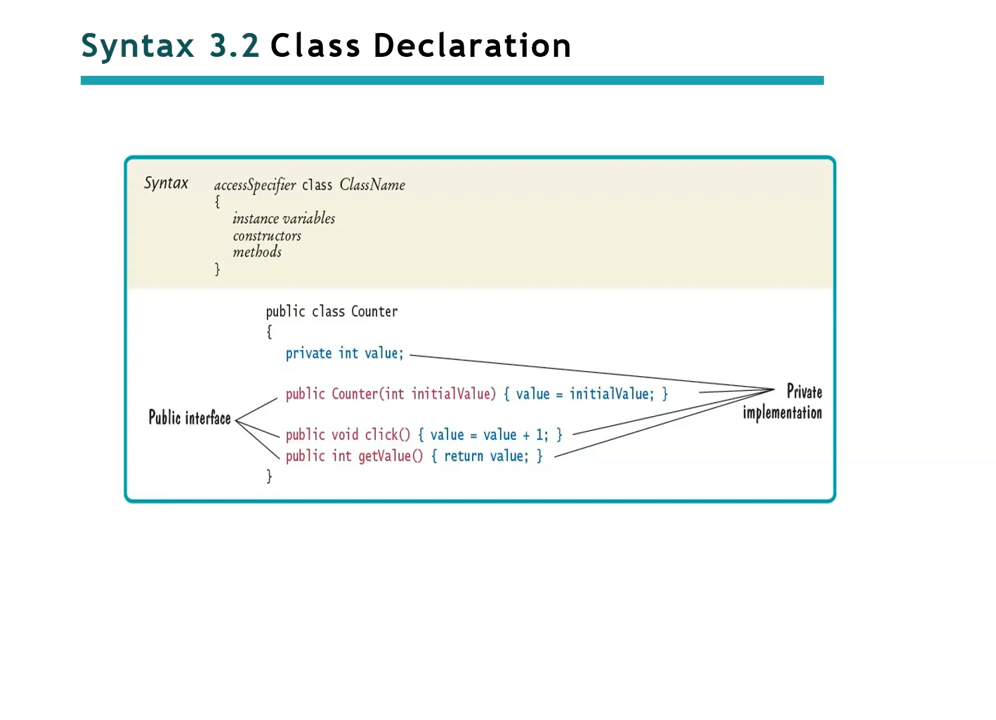 Syntax 3.2 Class Declaration
Syntax accessSpecifier class ClassName
{
instance variables
constructors
methods
}
public class Counter
{
private int value;
public Counter(int initialValue) { value = initialValue; }
public void click() { value = value + 1; }
public int getValue() { return value; }
}
Public interface
Private
implementation